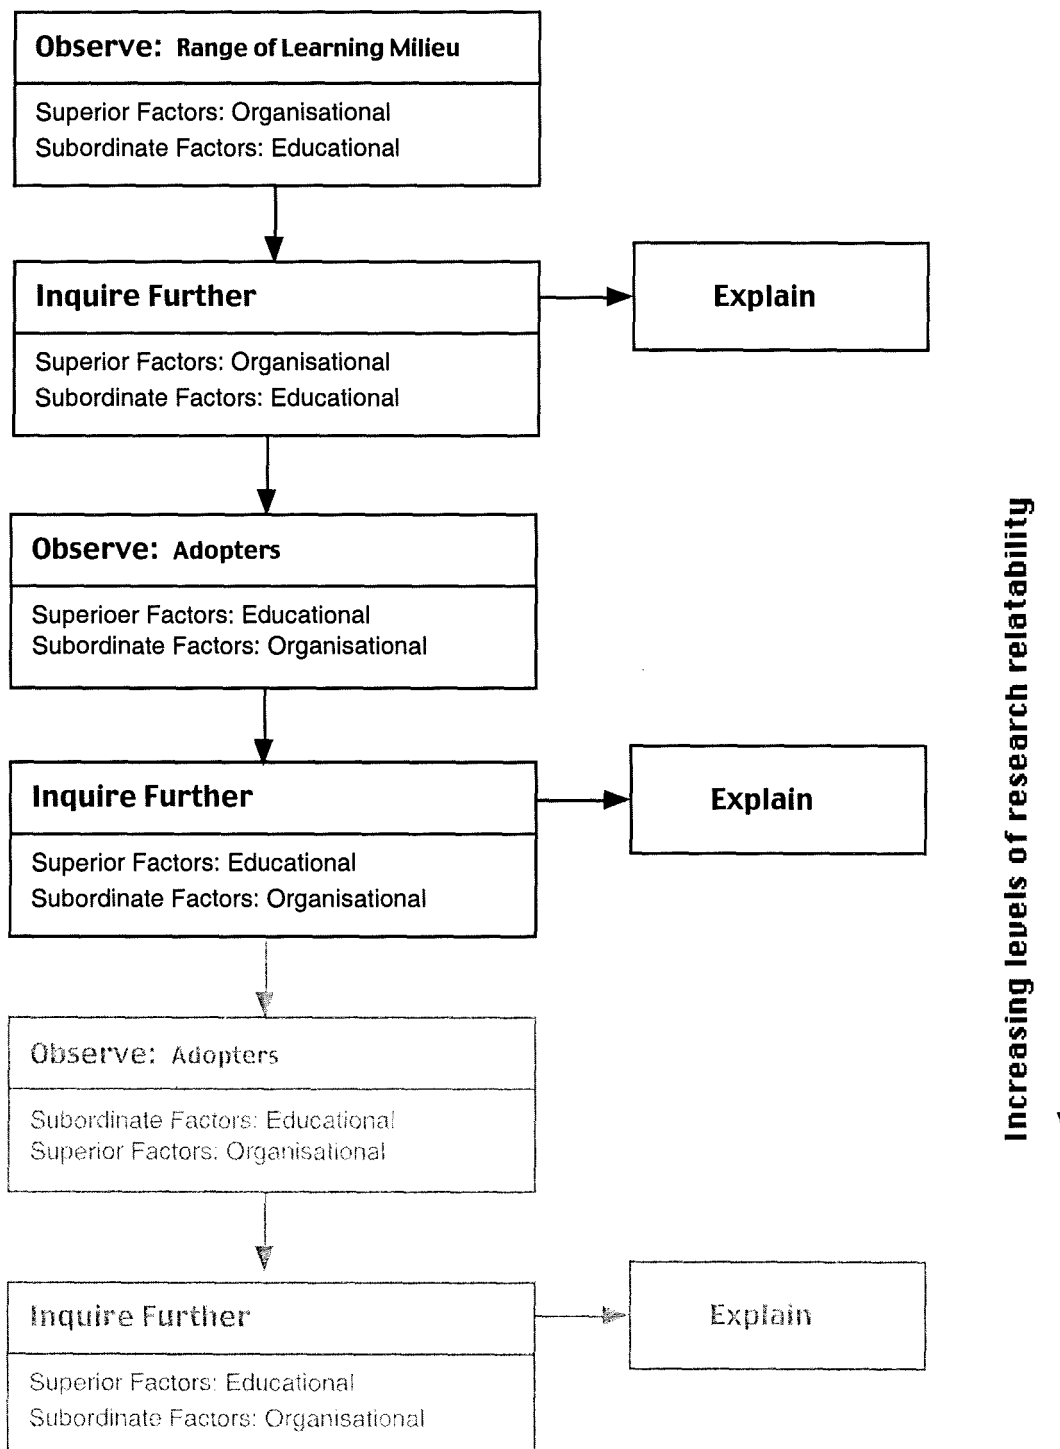 Observe: Range of Learning Milieu
Superior Factors: Organisational
Subordinate Factors: Educational
Inquire Further
Explain
Superior Factors: Organisational
Subordinate Factors: Educational
Observe: Adopters
Superioer Factors: Educational
Subordinate Factors: Organisational
Inquire Further
Explain
Superior Factors: Educational
Subordinate Factors: Organisational
Observe: Adopters
Subordinate Factors: Educational
Superior Factors: Organisational
Inquire Further
Explain
Superior Factors: Educational
Subordinate Factors: Organisational
Increasing levels of research relatability